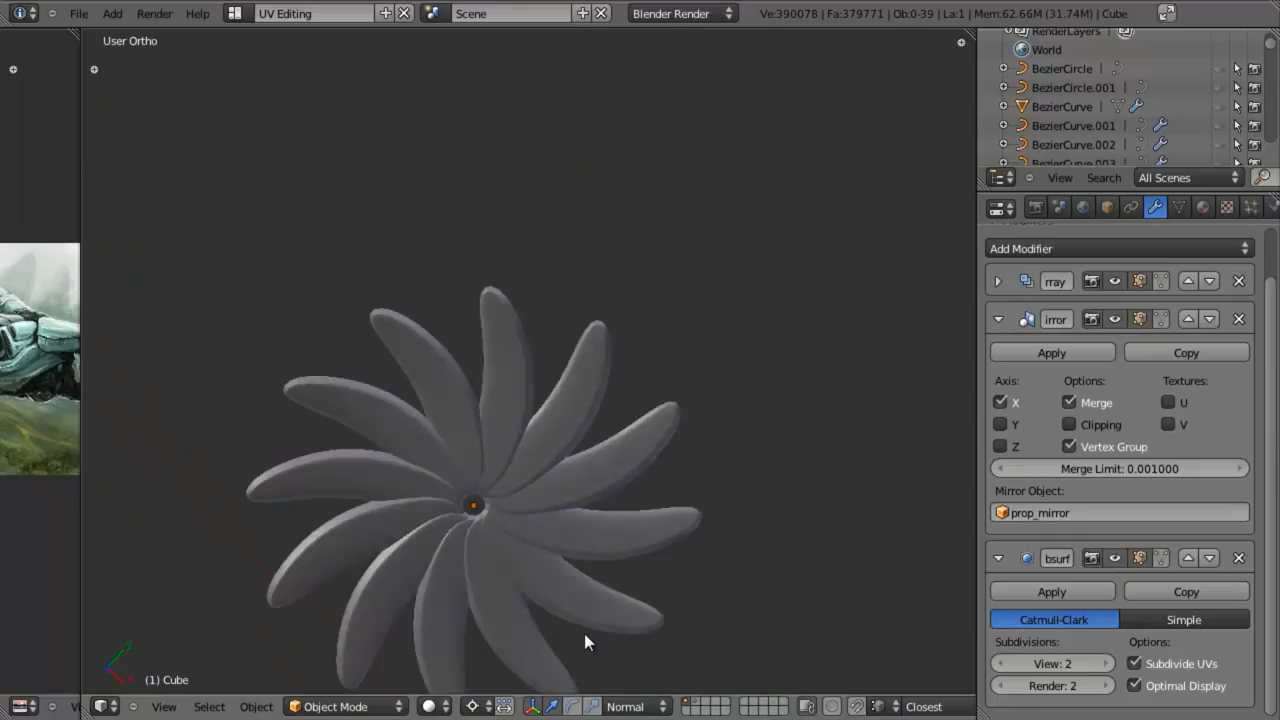 File Add Render Help UV Editing Scene Blender Render Ve:390078 | Fa:379771 | Ob:0-39 | La:1 | Mem:62.66M (31.74M) | Cube
User Ortho
RenderLayers |
World
BezierCircle |
BezierCircle.001 |
BezierCurve |
BezierCurve.001 |
BezierCurve.002 |
BezierCurve.003
View Search All Scenes
Add Modifier
rray
irror
Apply Copy
Axis: Options: Textures:
X Merge U
Y Clipping V
Z Vertex Group
Merge Limit: 0.001000
Mirror Object:
prop_mirror
bsurf
Apply Copy
Catmull-Clark Simple
Subdivisions: Options:
View: 2 Subdivide UVs
Render: 2 Optimal Display
(1) Cube
Vi View Select Object Object Mode Normal Closest